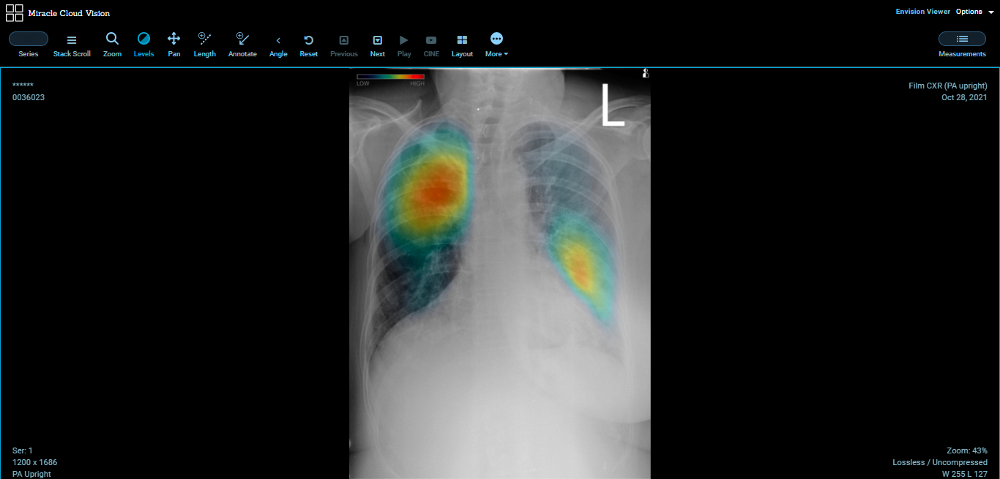 Miracle Cloud Vision
Envision Viewer Options
Series Stack Scroll Zoom Levels Pan Length Annotate Angle Reset Previous Next Play CINE Layout More Measurements
******
0036023
LOW HIGH
L
Film CXR (PA upright)
Oct 28, 2021
Ser: 1
1200 x 1686
PA Upright
Zoom: 43%
Lossless / Uncompressed
W 255 L 127